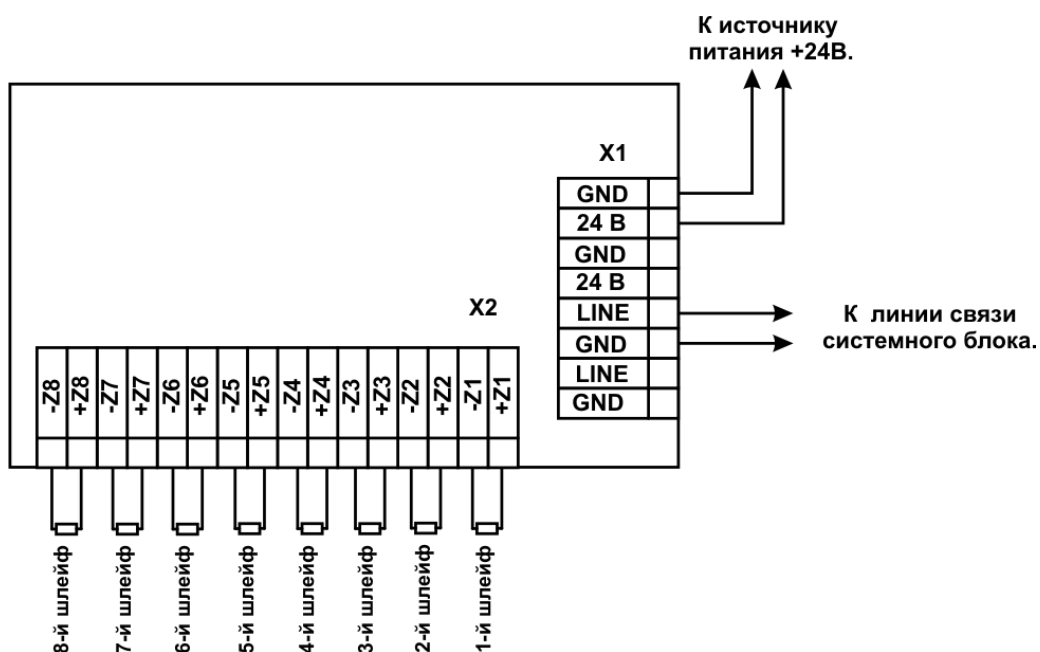 К источнику
питания +24В.
X1
GND
24 В
GND
24 В
LINE
GND
LINE
GND
К линии связи
системного блока.
X2
-Z8
+Z8
-Z7
+Z7
-Z6
+Z6
-Z5
+Z5
-Z4
+Z4
-Z3
+Z3
-Z2
+Z2
-Z1
+Z1
8-й шлейф
7-й шлейф
6-й шлейф
5-й шлейф
4-й шлейф
3-й шлейф
2-й шлейф
1-й шлейф